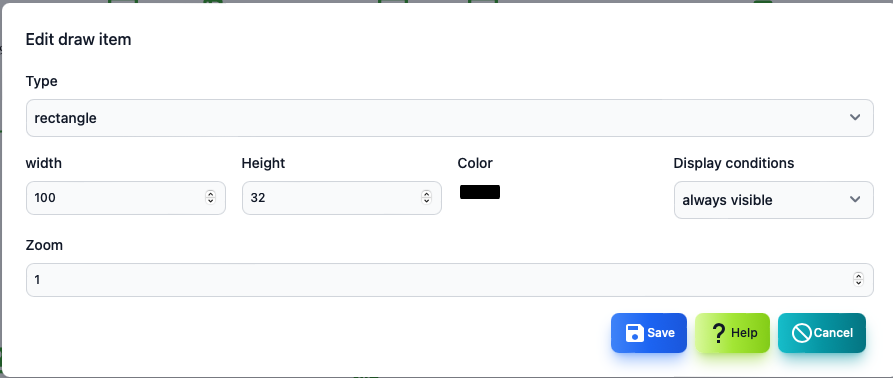 Edit draw item
Type
rectangle
width Height Color Display conditions
100 32 always visible
Zoom
1
Save ? Help Cancel